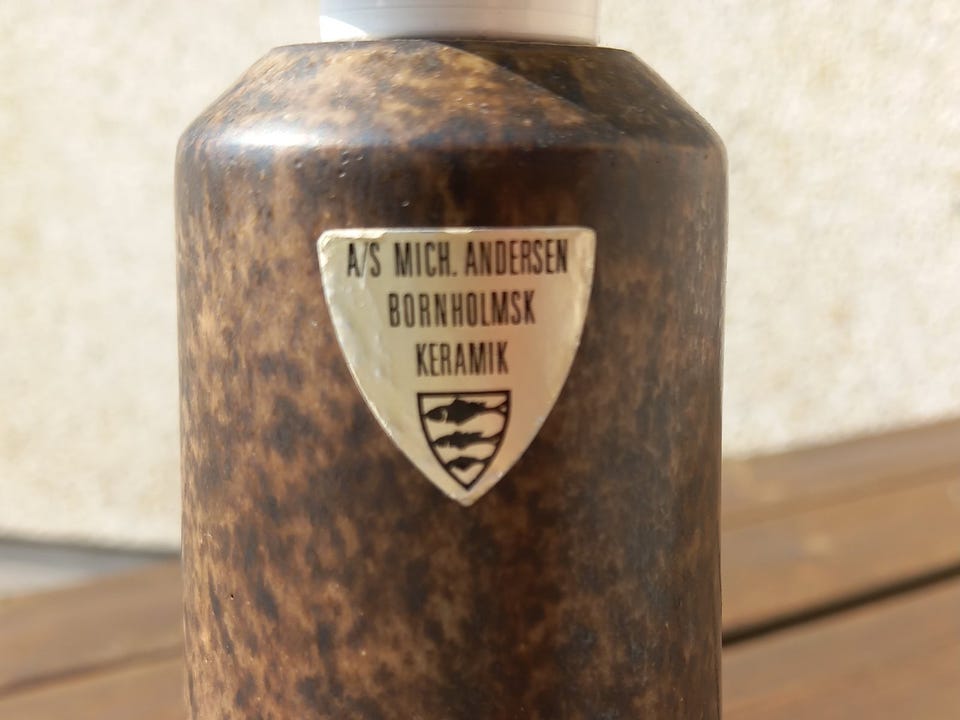 A/S MICH. ANDERSEN
BORNHOLMSK
KERAMIK